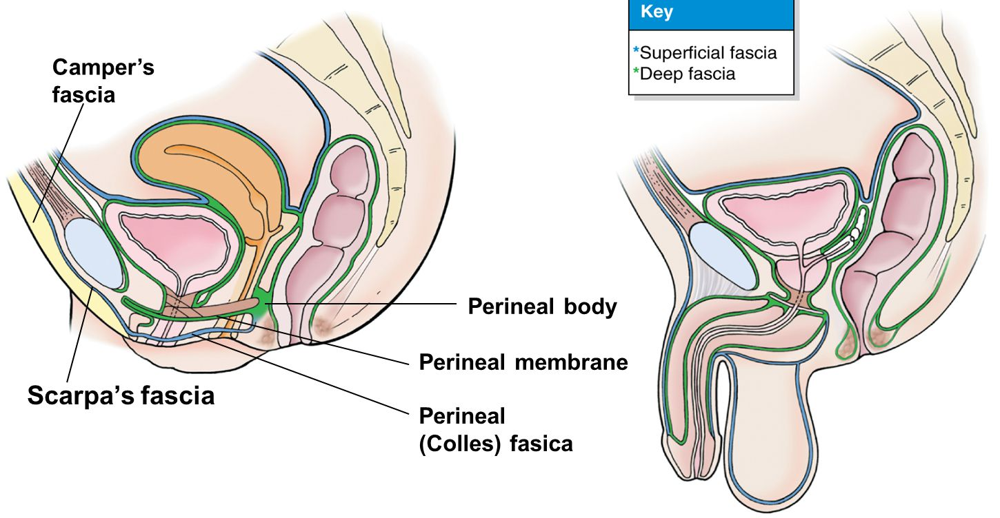 Key
*Superficial fascia
*Deep fascia
Camper’s
fascia
Perineal body
Perineal membrane
Scarpa’s fascia
Perineal
(Colles) fasica